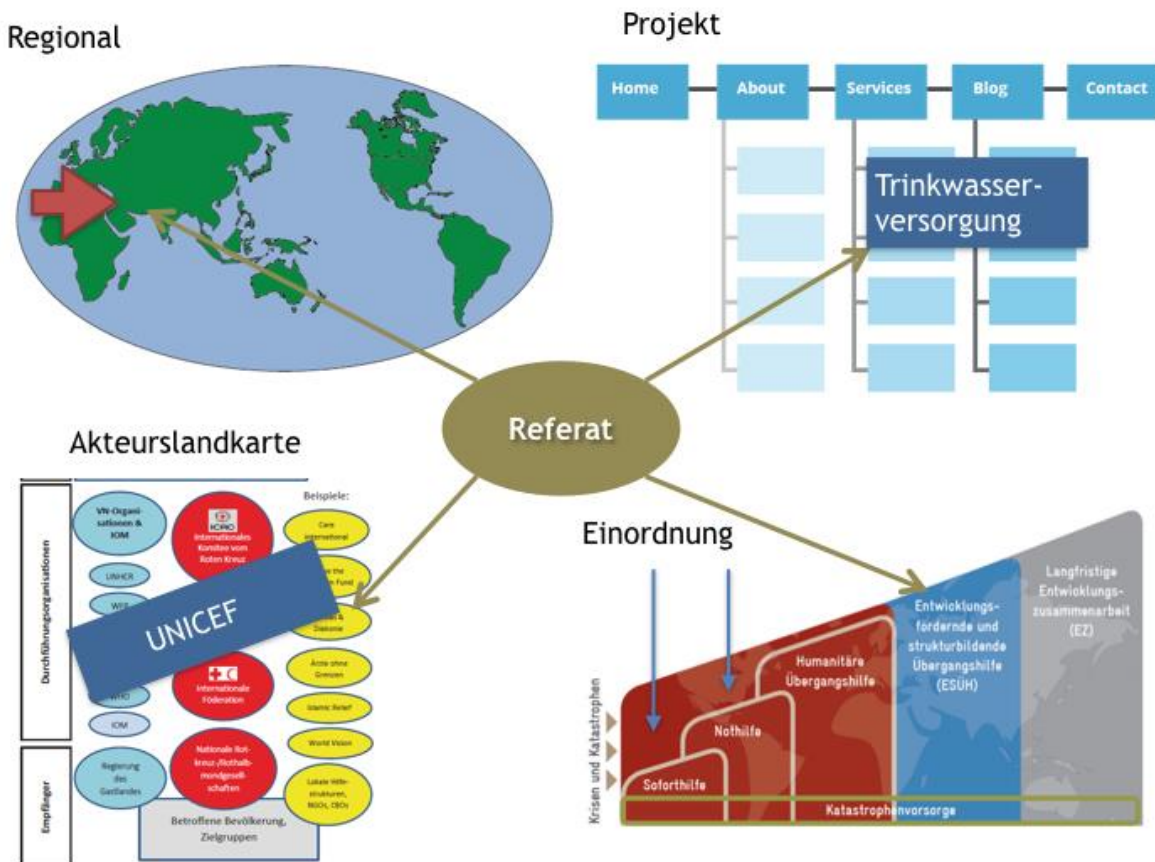 Regional
Projekt
Home
About
Services
Blog
Contact
Trinkwasser-
versorgung
Referat
Akteurslandkarte
Durchführungsorganisationen
Empfänger
VN-Organi-
sationen &
IOM
UNHCR
WFP
UNICEF
WHO
IOM
Regierung
des
Gastlandes
Internationales
Komitee vom
Roten Kreuz
Internationale
Föderation
Nationale Rot-
kreuz-/Rothalb-
mondgesell-
schaften
Beispiele:
Care
International
Fund
Diakonie
Ärzte ohne
Grenzen
Islamic Relief
World Vision
Lokale Hilfs-
strukturen,
NGOs, CBOs
Betroffene Bevölkerung,
Zielgruppen
Einordnung
Krisen und Katastrophen
Soforthilfe
Nothilfe
Humanitäre
Übergangshilfe
Entwicklungs-
fördernde und
strukturbildende
Übergangshilfe
(ESÜH)
Langfristige
Entwicklungs-
zusammenarbeit
(EZ)
Katastrophenvorsorge